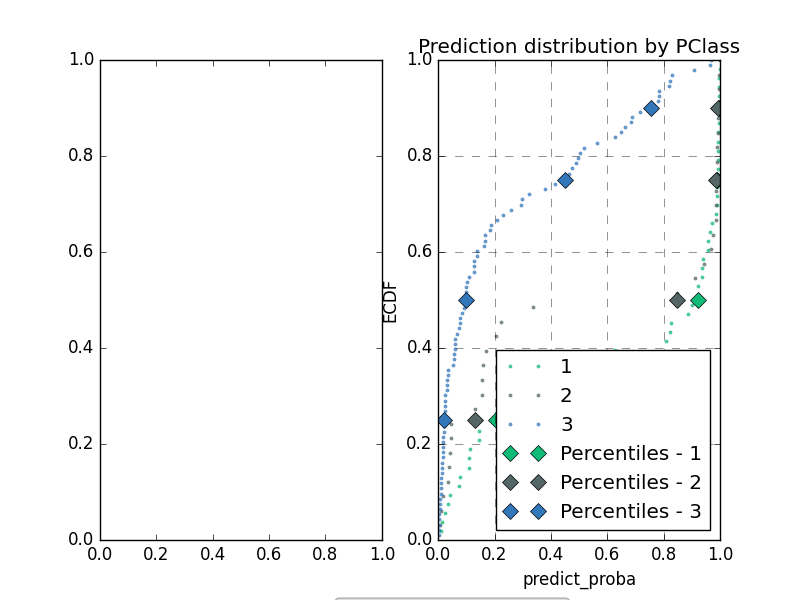 Prediction distribution by PClass
1.0
0.8
0.6
0.4
0.2
0.0
0.0 0.2 0.4 0.6 0.8 1.0
ECDF
1.0
0.8
0.6
0.4
0.2
0.0
1
2
3
Percentiles - 1
Percentiles - 2
Percentiles - 3
0.0 0.2 0.4 0.6 0.8 1.0
predict_proba